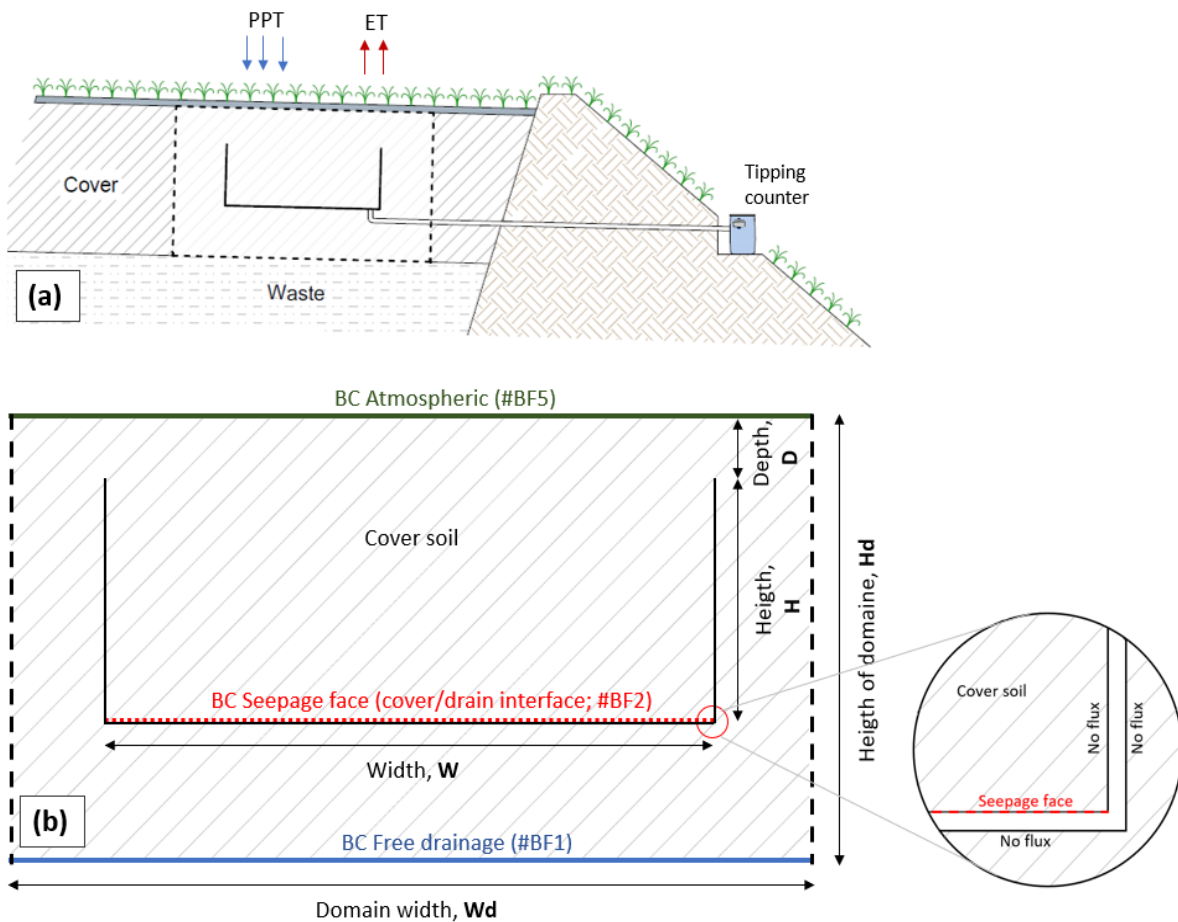 PPT
ET
Tipping
counter
Cover
Waste
(a)
BC Atmospheric (#BF5)
Depth,
D
Cover soil
Heigth,
H
Heigth of domaine, Hd
BC Seepage face (cover/drain interface; #BF2)
Width, W
(b)
BC Free drainage (#BF1)
Domain width, Wd
Cover soil
No flux
No flux
Seepage face
No flux